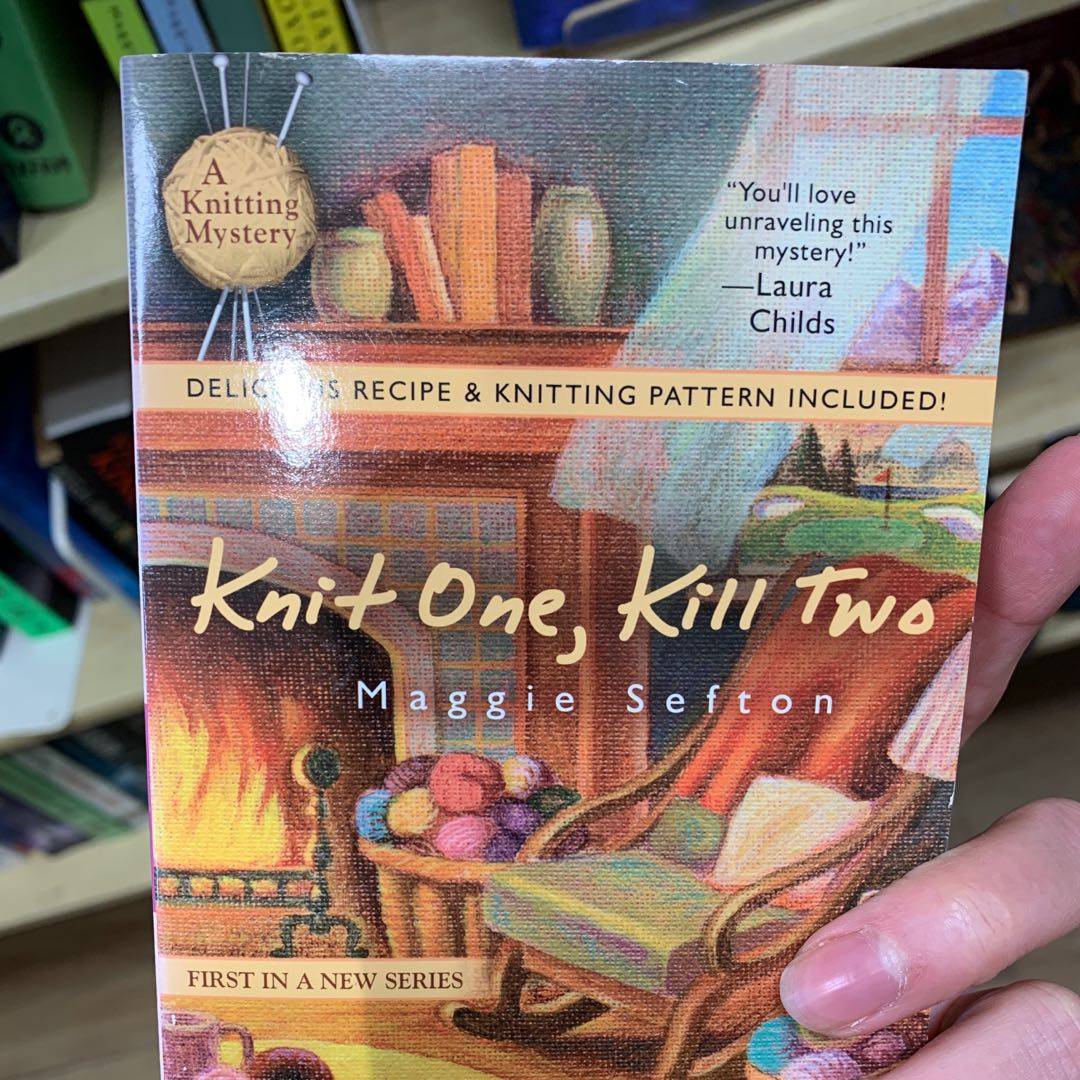 A
Knitting
Mystery
“You'll love
unraveling this
mystery!”
—Laura
Childs
DELICIOUS RECIPE & KNITTING PATTERN INCLUDED!
Knit One, Kill Two
Maggie Sefton
FIRST IN A NEW SERIES